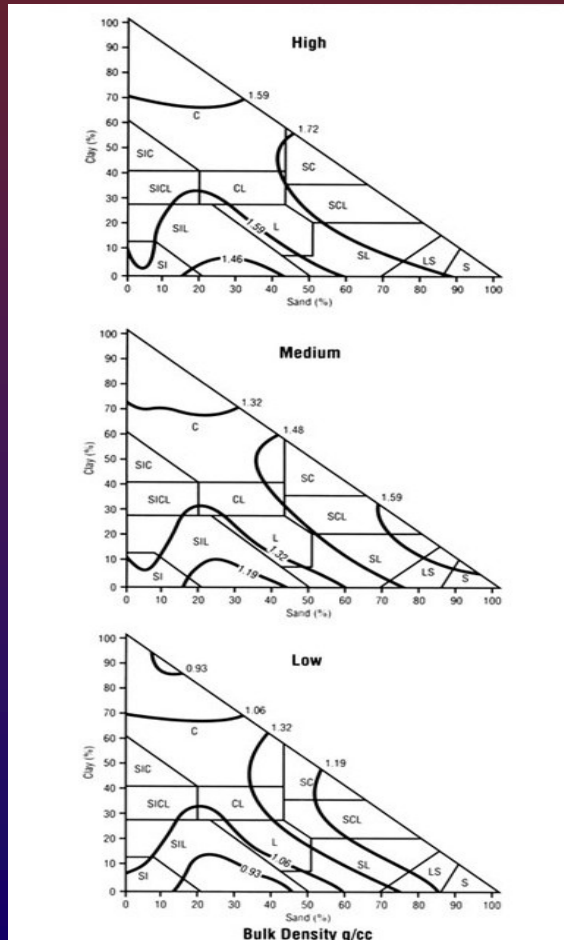 High
Clay (%)
100
90
80
70
60
50
40
30
20
10
0
1.59
C
1.72
SIC
SC
SICL
CL
SCL
SIL
L
1.59
SI
1.46
SL
LS
S
0 10 20 30 40 50 60 70 80 90 100
Sand (%)
Medium
Clay (%)
100
90
80
70
60
50
40
30
20
10
0
1.32
C
1.48
SIC
SC
1.59
SICL
CL
SCL
SIL
L
1.32
SI
1.19
SL
LS
S
0 10 20 30 40 50 60 70 80 90 100
Sand (%)
Low
Clay (%)
100
90
80
70
60
50
40
30
20
10
0
0.93
1.06
C
1.32
1.19
SIC
SC
SICL
CL
SCL
SIL
L
1.06
SI
0.93
SL
LS
S
0 10 20 30 40 50 60 70 80 90 100
Sand (%)
Bulk Density g/cc